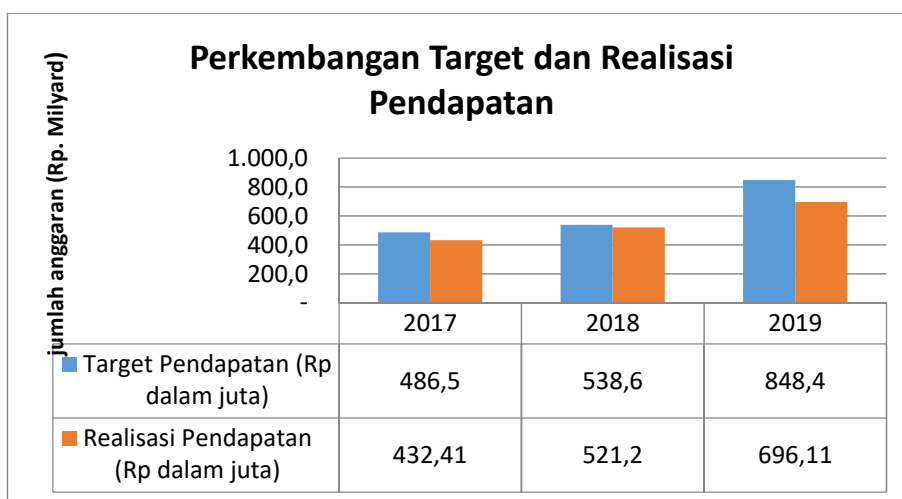 Perkembangan Target dan Realisasi
Pendapatan
jumlah anggaran (Rp. Milyard)
1.000,0
800,0
600,0
400,0
200,0
-
2017 2018 2019
Target Pendapatan (Rp
dalam juta)
486,5 538,6 848,4
Realisasi Pendapatan
(Rp dalam juta)
432,41 521,2 696,11